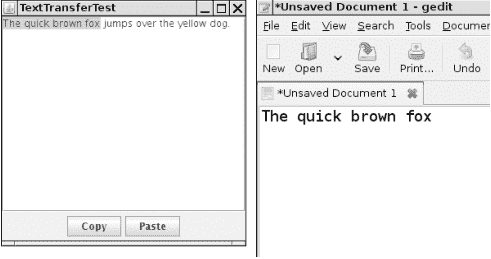 TextTransferTest
The quick brown fox jumps over the yellow dog.
Copy Paste
*Unsaved Document 1 - gedit
File Edit View Search Tools Documen
New Open Save Print... Undo
*Unsaved Document 1
The quick brown fox